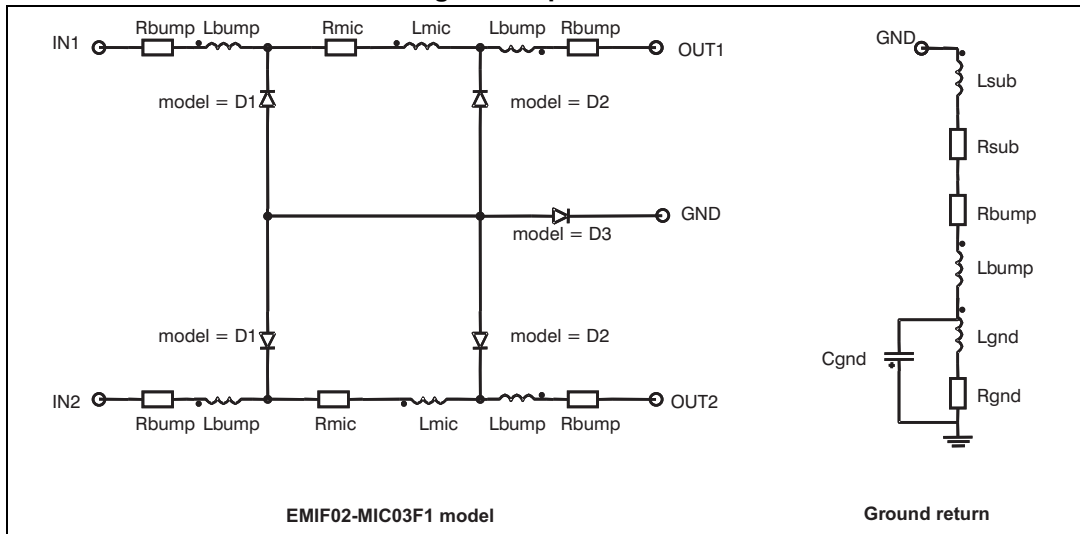 IN1
Rbump Lbump
Rmic
Lmic
Lbump Rbump
OUT1
model = D1
model = D2
GND
model = D3
model = D1
model = D2
IN2
Rbump Lbump
Rmic
Lmic
Lbump Rbump
OUT2
EMIF02-MIC03F1 model
GND
Lsub
Rsub
Rbump
Lbump
Lgnd
Cgnd
Rgnd
Ground return